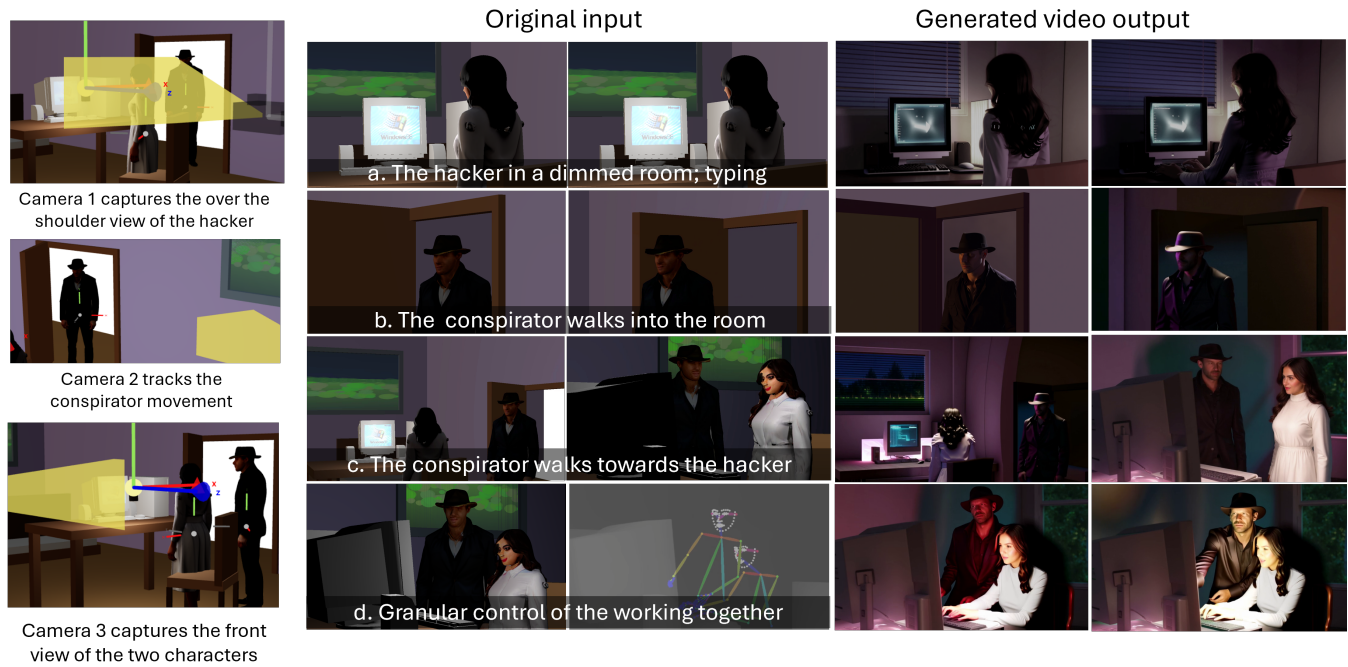 Original input
Generated video output
Camera 1 captures the over the
shoulder view of the hacker
Camera 2 tracks the
conspirator movement
Camera 3 captures the front
view of the two characters
a. The hacker in a dimmed room; typing
b. The conspirator walks into the room
c. The conspirator walks towards the hacker
d. Granular control of the working together
x
z
x
z